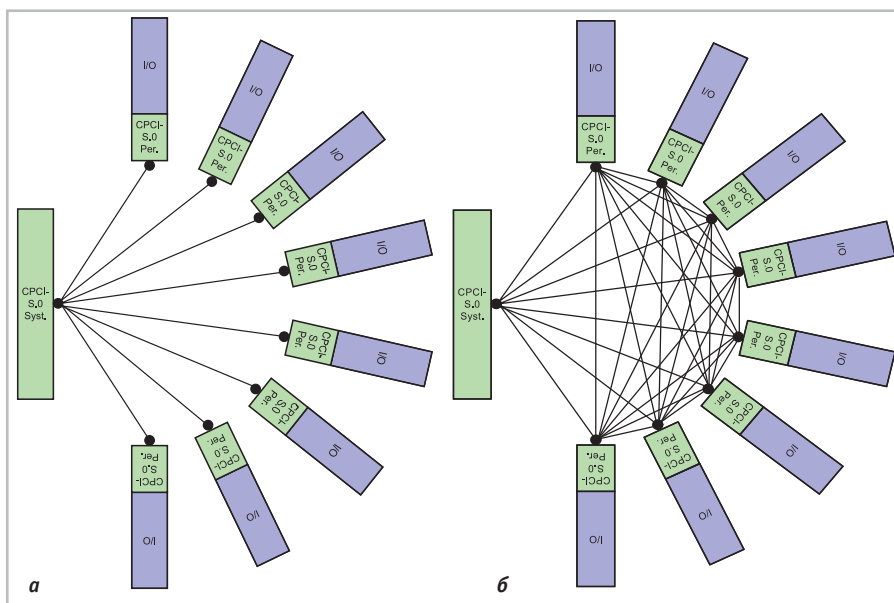 I/O
CPCI-
S.0
Per.
I/O
CPCI-
S.0
Per.
I/O
CPCI-
S.0
Per.
I/O
CPCI-
S.0
Per.
CPCI-
S.0
Syst.
I/O
CPCI-
S.0
Per.
I/O
CPCI-
S.0
Per.
I/O
CPCI-
S.0
Per.
I/O
CPCI-
S.0
Per.
а
I/O
CPCI-
S.0
Per.
I/O
CPCI-
S.0
Per.
I/O
CPCI-
S.0
Per.
I/O
CPCI-
S.0
Per.
CPCI-
S.0
Syst.
I/O
CPCI-
S.0
Per.
I/O
CPCI-
S.0
Per.
I/O
CPCI-
S.0
Per.
I/O
CPCI-
S.0
Per.
б